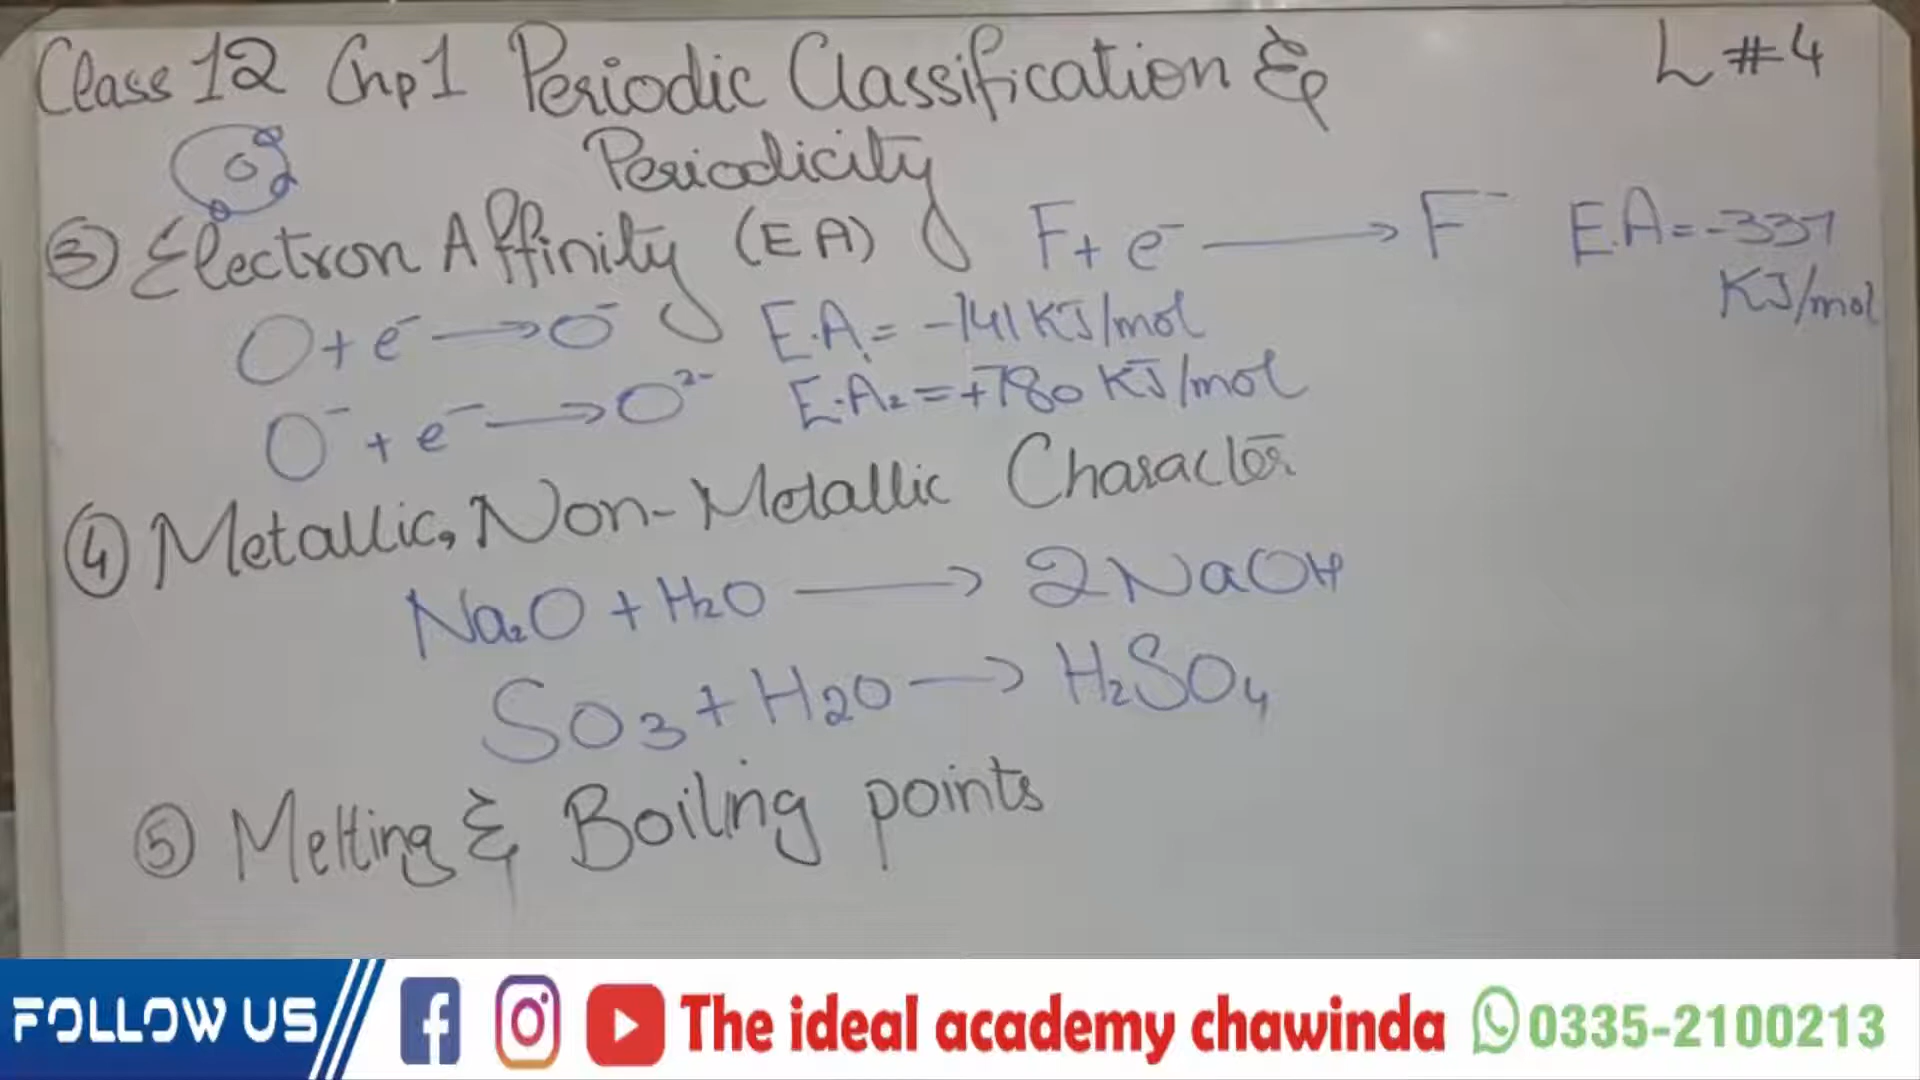 Class 12 Chp1 Periodic Classification & L #4
Periodicity
③ Electron Affinity (EA) F + e⁻ → F⁻ E.A = -337
KJ/mol
O + e⁻ → O⁻ E.A₁ = -141 KJ/mol
O⁻ + e⁻ → O²⁻ E.A₂ = +780 KJ/mol
④ Metallic, Non-Metallic Character
Na₂O + H₂O → 2NaOH
SO₃ + H₂O → H₂SO₄
⑤ Melting & Boiling points
FOLLOW US The ideal academy chawinda 0335-2100213